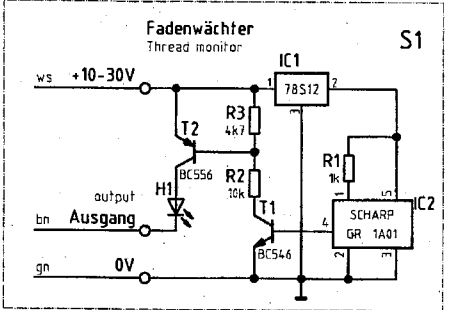 Fadenwächter
Thread monitor
S1
ws +10-30V
IC1
1 78S12 2
3
R3
4k7
T2
BC556
R2
10k
R1
1k
H1
output
bn Ausgang
T1
BC546
1 5
IC2
4 SCHARP
GR 1A01
2 3
gn 0V